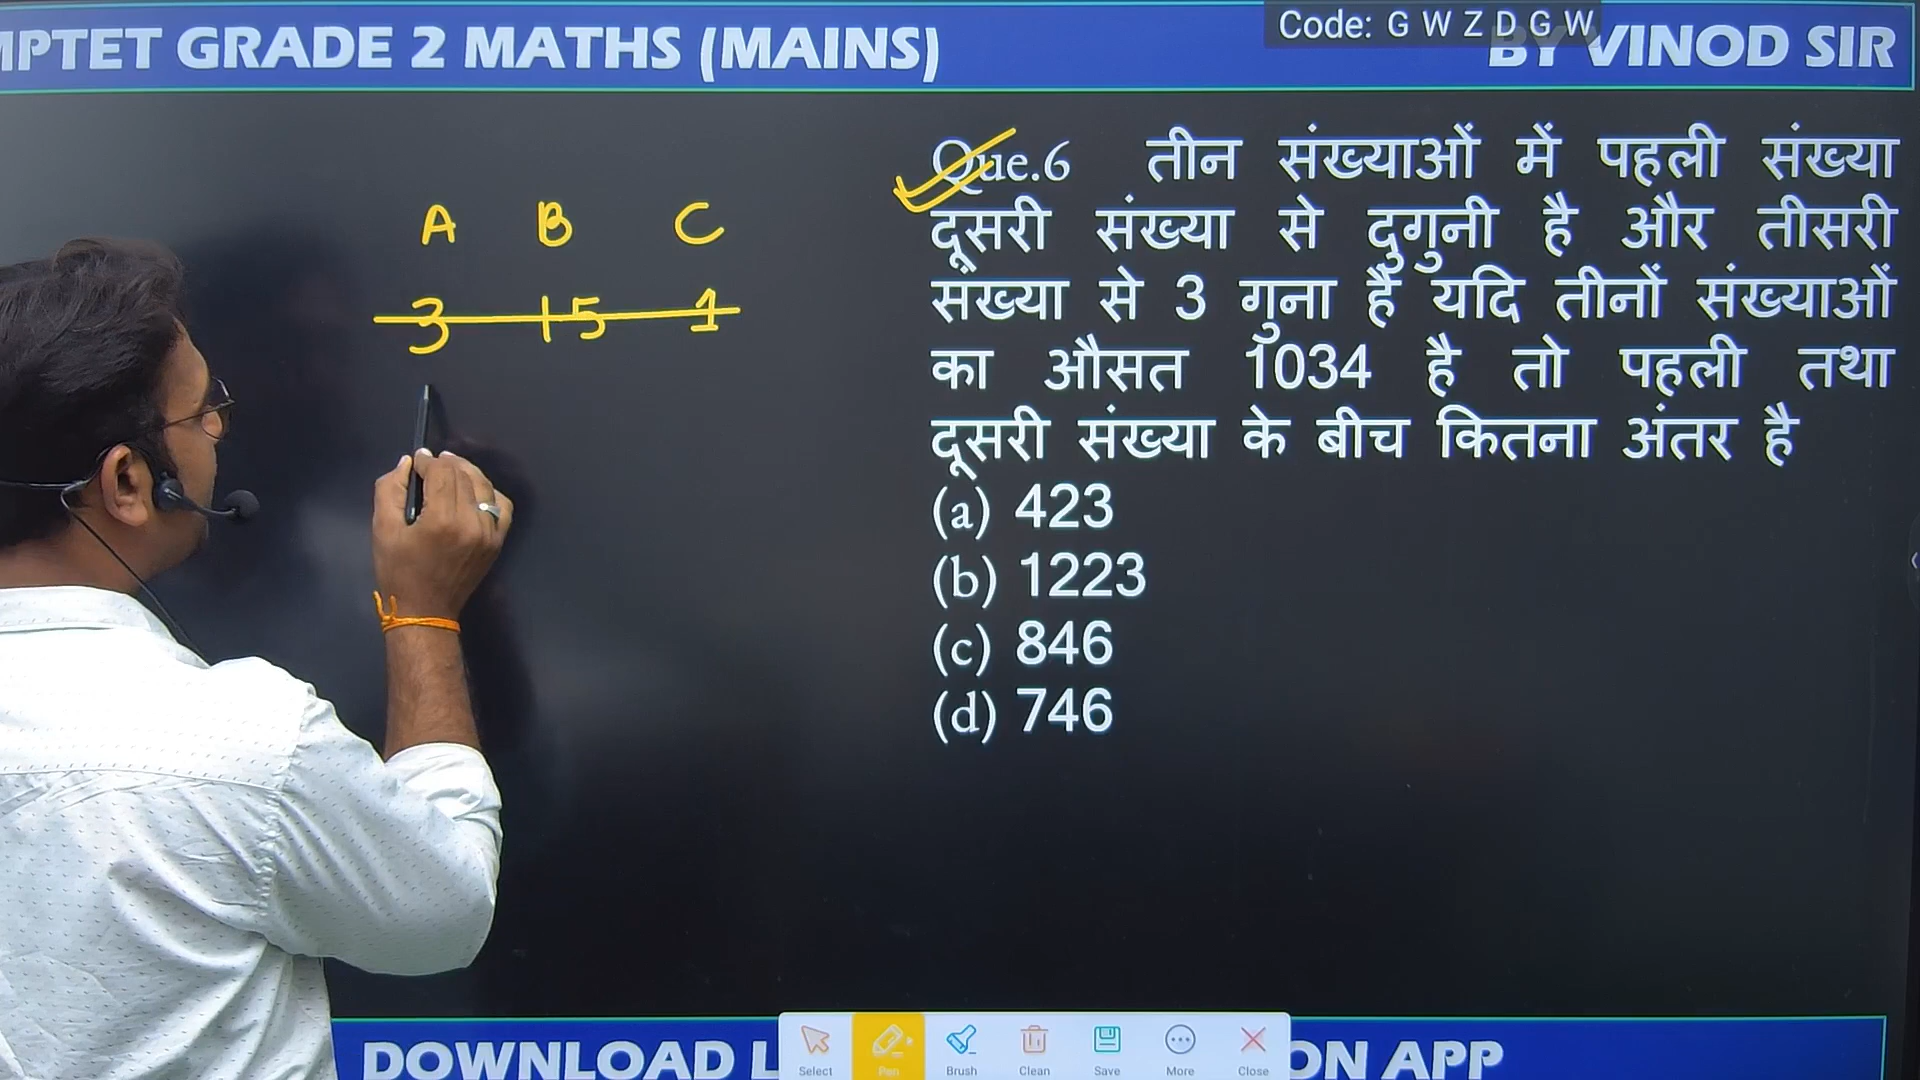 MPTET GRADE 2 MATHS (MAINS)
Code: G W Z D G W
BY VINOD SIR
A B C
3 1 5 1
Que.6 तीन संख्याओं में पहली संख्या
दूसरी संख्या से दुगुनी है और तीसरी
संख्या से 3 गुना है यदि तीनों संख्याओं
का औसत 1034 है तो पहली तथा
दूसरी संख्या के बीच कितना अंतर है
(a) 423
(b) 1223
(c) 846
(d) 746
DOWNLOAD L
ON APP
Select Pen Brush Clean Save More Close